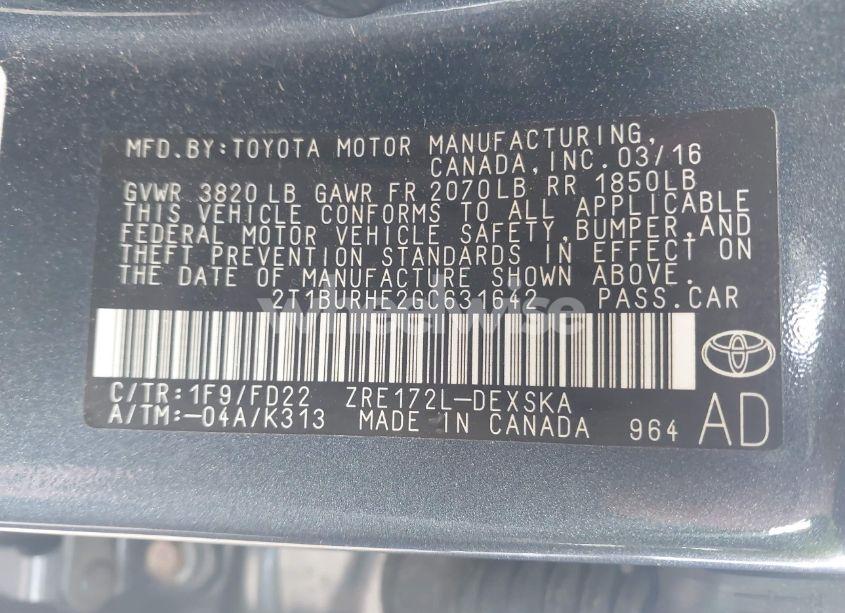 MFD.BY:TOYOTA MOTOR MANUFACTURING,
CANADA,INC.03/16
GVWR 3820LB GAWR FR 2070LB RR 1850LB
THIS VEHICLE CONFORMS TO ALL APPLICABLE
FEDERAL MOTOR VEHICLE SAFETY,BUMPER,AND
THEFT PREVENTION STANDARDS IN EFFECT ON
THE DATE OF MANUFACTURE SHOWN ABOVE.
2T1BURHE2GC631642 PASS.CAR
wheelwise
C/TR:1F9/FD22 ZRE172L-DEXSKA
A/TM:-04A/K313 MADE IN CANADA 964 AD